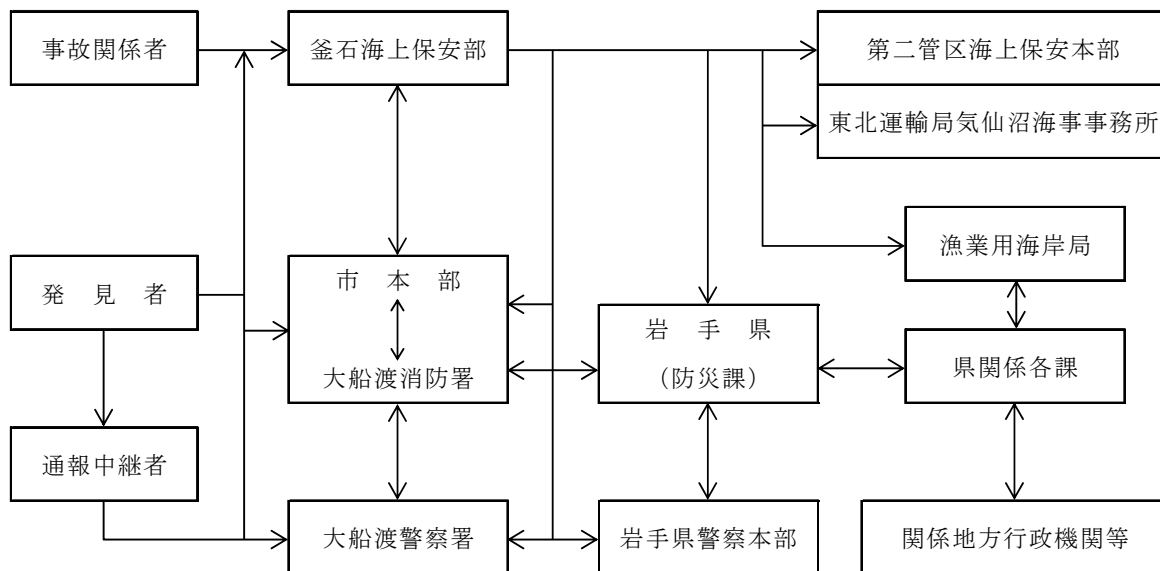 事故関係者
釜石海上保安部
第二管区海上保安本部
東北運輸局気仙沼海事事務所
漁業用海岸局
発見者
市本部
大船渡消防署
岩手県
(防災課)
県関係各課
通報中継者
大船渡警察署
岩手県警察本部
関係地方行政機関等